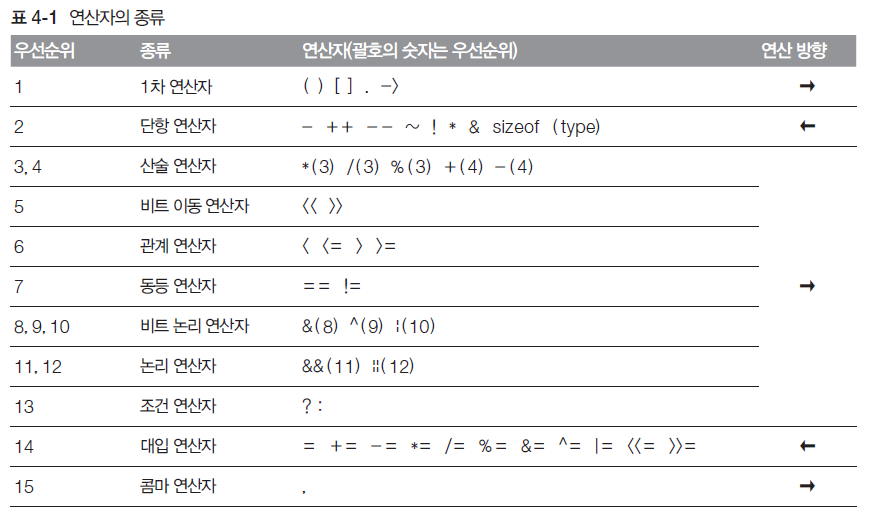 표 4-1 연산자의 종류
우선순위 종류 연산자(괄호의 숫자는 우선순위) 연산 방향
1 1차 연산자 ( ) [ ] . -〉 →
2 단항 연산자 - ++ -- ~ ! * & sizeof (type) ←
3, 4 산술 연산자 *(3) /(3) %(3) +(4) -(4)
5 비트 이동 연산자 〈〈 〉〉
6 관계 연산자 〈 〈= 〉 〉=
7 동등 연산자 == != →
8, 9, 10 비트 논리 연산자 &(8) ^(9) ¦(10)
11, 12 논리 연산자 &&(11) ¦¦(12)
13 조건 연산자 ? :
14 대입 연산자 = += -= *= /= %= &= ^= |= 〈〈= 〉〉= ←
15 콤마 연산자 , →